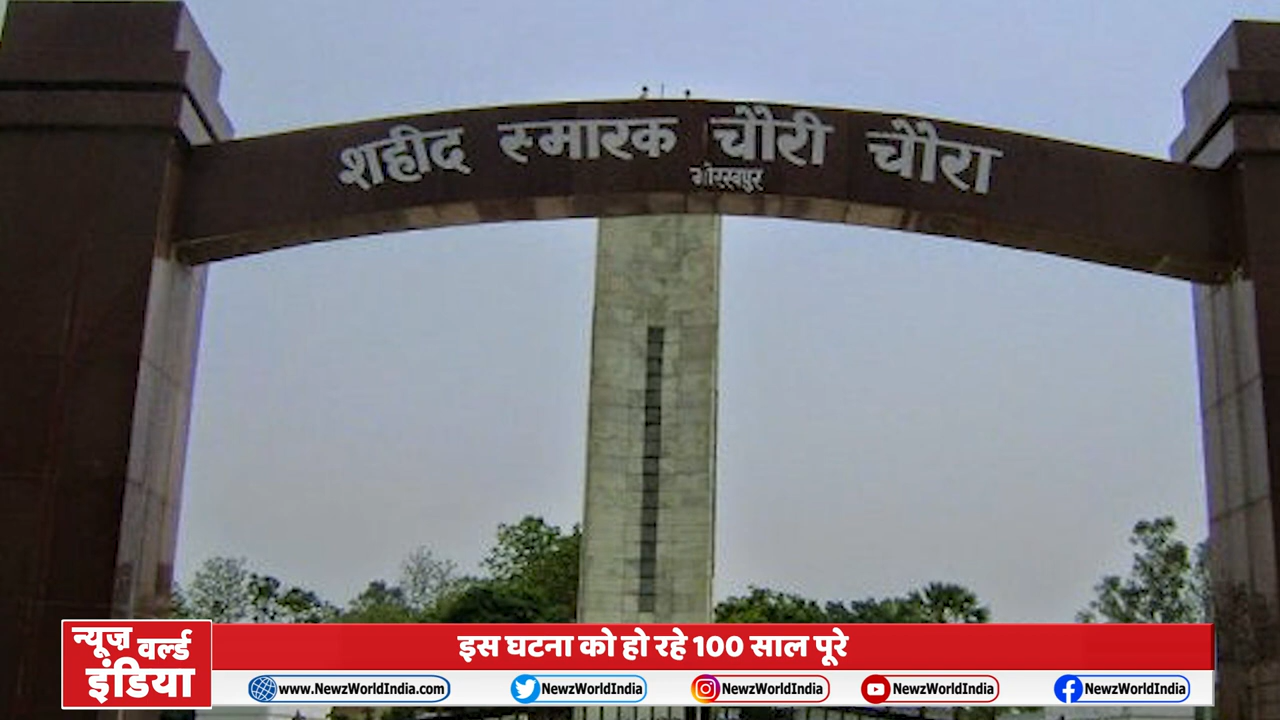 शहीद स्मारक चौरी चौरा
गोरखपुर
न्यूज़ वर्ल्ड
इंडिया
इस घटना को हो रहे 100 साल पूरे
www.NewzWorldIndia.com
NewzWorldIndia
NewzWorldIndia
NewzWorldIndia
NewzWorldIndia